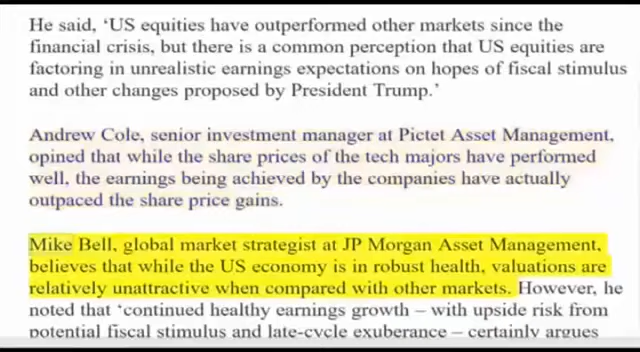 He said, ‘US equities have outperformed other markets since the
financial crisis, but there is a common perception that US equities are
factoring in unrealistic earnings expectations on hopes of fiscal stimulus
and other changes proposed by President Trump.’
Andrew Cole, senior investment manager at Pictet Asset Management,
opined that while the share prices of the tech majors have performed
well, the earnings being achieved by the companies have actually
outpaced the share price gains.
Mike Bell, global market strategist at JP Morgan Asset Management,
believes that while the US economy is in robust health, valuations are
relatively unattractive when compared with other markets. However, he
noted that ‘continued healthy earnings growth – with upside risk from
potential fiscal stimulus and late-cycle exuberance – certainly argues